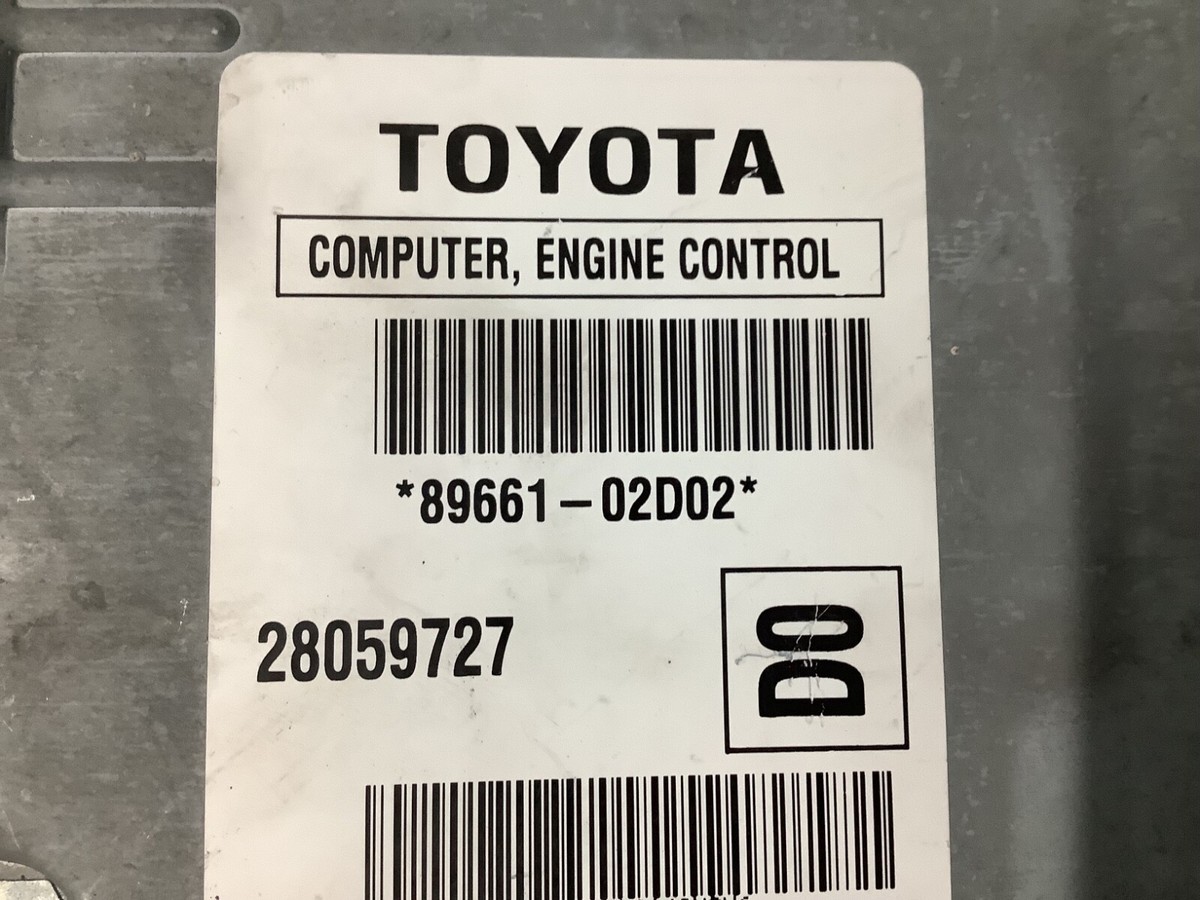 TOYOTA
COMPUTER, ENGINE CONTROL
*89661-02D02*
28059727
D0